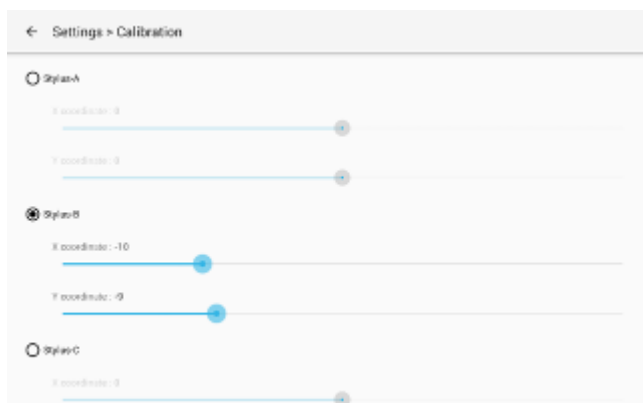 ← Settings > Calibration
Stylus-A
X coordinate : 0
Y coordinate : 0
Stylus-B
X coordinate : -10
Y coordinate : -9
Stylus-C
X coordinate : 0